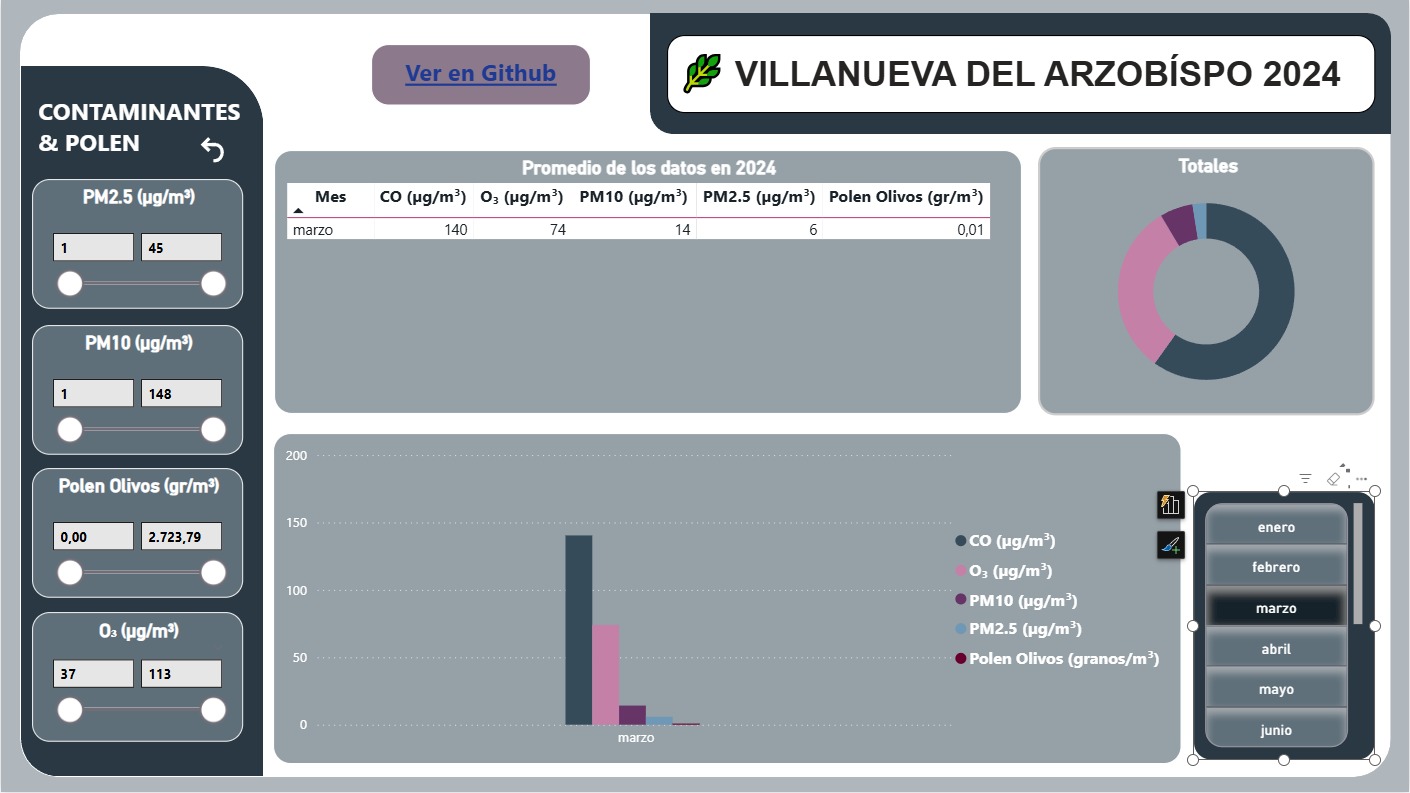 Ver en Github
VILLANUEVA DEL ARZOBÍSPO 2024
CONTAMINANTES
& POLEN
PM2.5 (µg/m³)
1 45
PM10 (µg/m³)
1 148
Polen Olivos (gr/m³)
0,00 2.723,79
O₃ (µg/m³)
37 113
Promedio de los datos en 2024
Mes CO (µg/m³) O₃ (µg/m³) PM10 (µg/m³) PM2.5 (µg/m³) Polen Olivos (gr/m³)
marzo 140 74 14 6 0,01
Totales
200
150
100
50
0
marzo
CO (µg/m³)
O₃ (µg/m³)
PM10 (µg/m³)
PM2.5 (µg/m³)
Polen Olivos (granos/m³)
enero
febrero
marzo
abril
mayo
junio